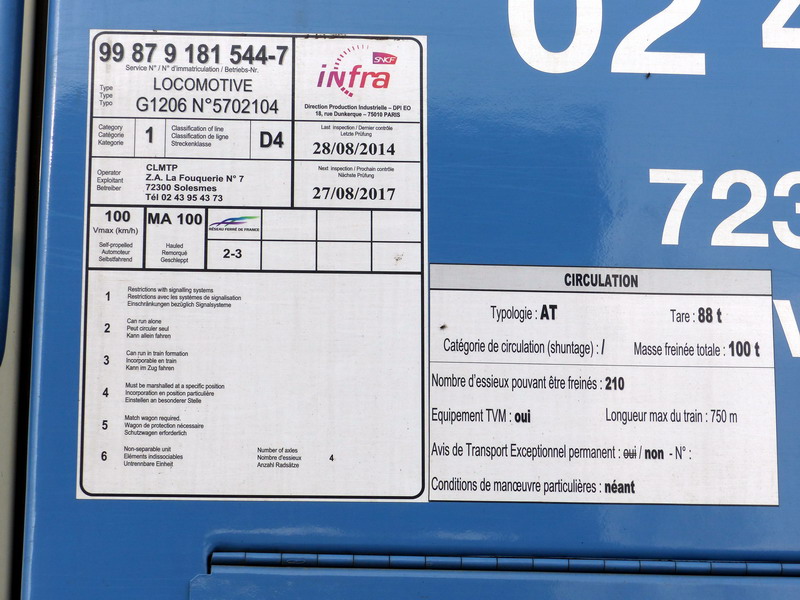 02 4
723
99 87 9 181 544-7
Service N° / N° d'immatriculation / Betriebs-Nr.
Type
Type
Typo
LOCOMOTIVE
G1206 N°5702104
SNCF
infra
Direction Production Industrielle – DPI EO
18, rue Dunkerque – 75010 PARIS
Category
Catégorie
Kategorie
1
Classification of line
Classification de ligne
Streckenklasse
D4
Last inspection / Dernier contrôle
Letzte Prüfung
28/08/2014
Operator
Exploitant
Betreiber
CLMTP
Z.A. La Fouquerie N° 7
72300 Solesmes
Tél 02 43 95 43 73
Next inspection / Prochain contrôle
Nächste Prüfung
27/08/2017
100
Vmax (km/h)
Self-propelled
Automoteur
Selbstfahrend
MA 100
Hauled
Remorqué
Geschleppt
RÉSEAU FERRÉ DE FRANCE
2-3
1
Restrictions with signalling systems
Restrictions avec les systèmes de signalisation
Einschränkungen bezüglich Signalsysteme
2
Can run alone
Peut circuler seul
Kann allein fahren
3
Can run in train formation
Incorporable en train
Kann im Zug fahren
4
Must be marshalled at a specific position
Incorporation en position particulière
Einstellen an besonderer Stelle
5
Match wagon required.
Wagon de protection nécessaire
Schutzwagen erforderlich
6
Non-separable unit
Eléments indissociables
Untrennbare Einheit
Number of axles
Nombre d'essieux
Anzahl Radsätze
4
CIRCULATION
Typologie : AT Tare : 88 t
Catégorie de circulation (shuntage) : / Masse freinée totale : 100 t
Nombre d'essieux pouvant être freinés : 210
Equipement TVM : oui Longueur max du train : 750 m
Avis de Transport Exceptionnel permanent : oui / non - N° :
Conditions de manœuvre particulières : néant